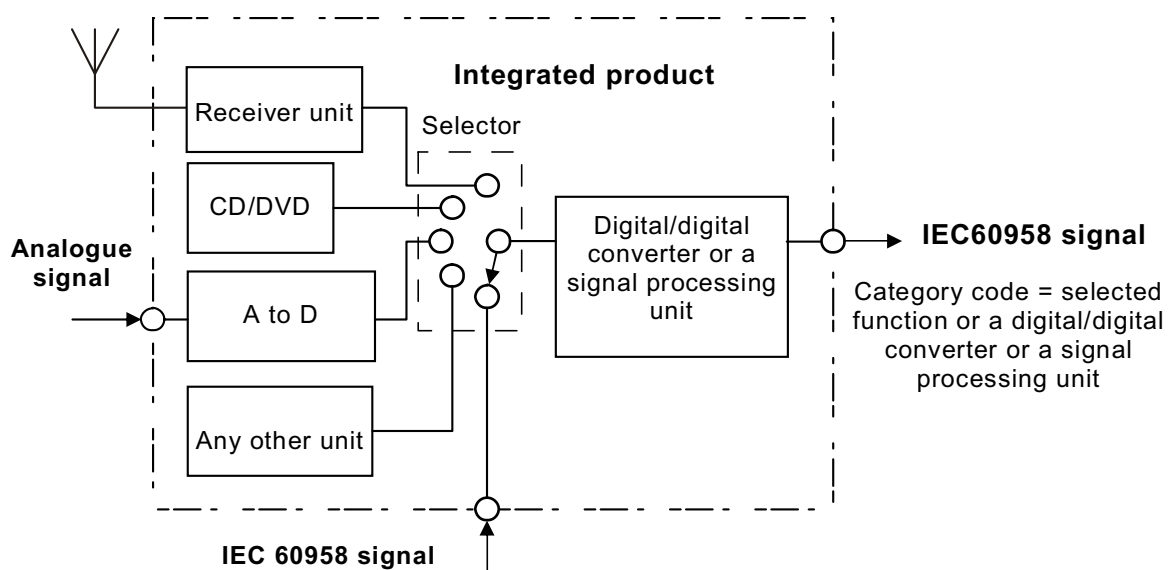 Integrated product
Receiver unit
Selector
CD/DVD
Analogue
signal
A to D
Any other unit
Digital/digital
converter or a
signal processing
unit
IEC60958 signal
Category code = selected
function or a digital/digital
converter or a signal
processing unit
IEC 60958 signal